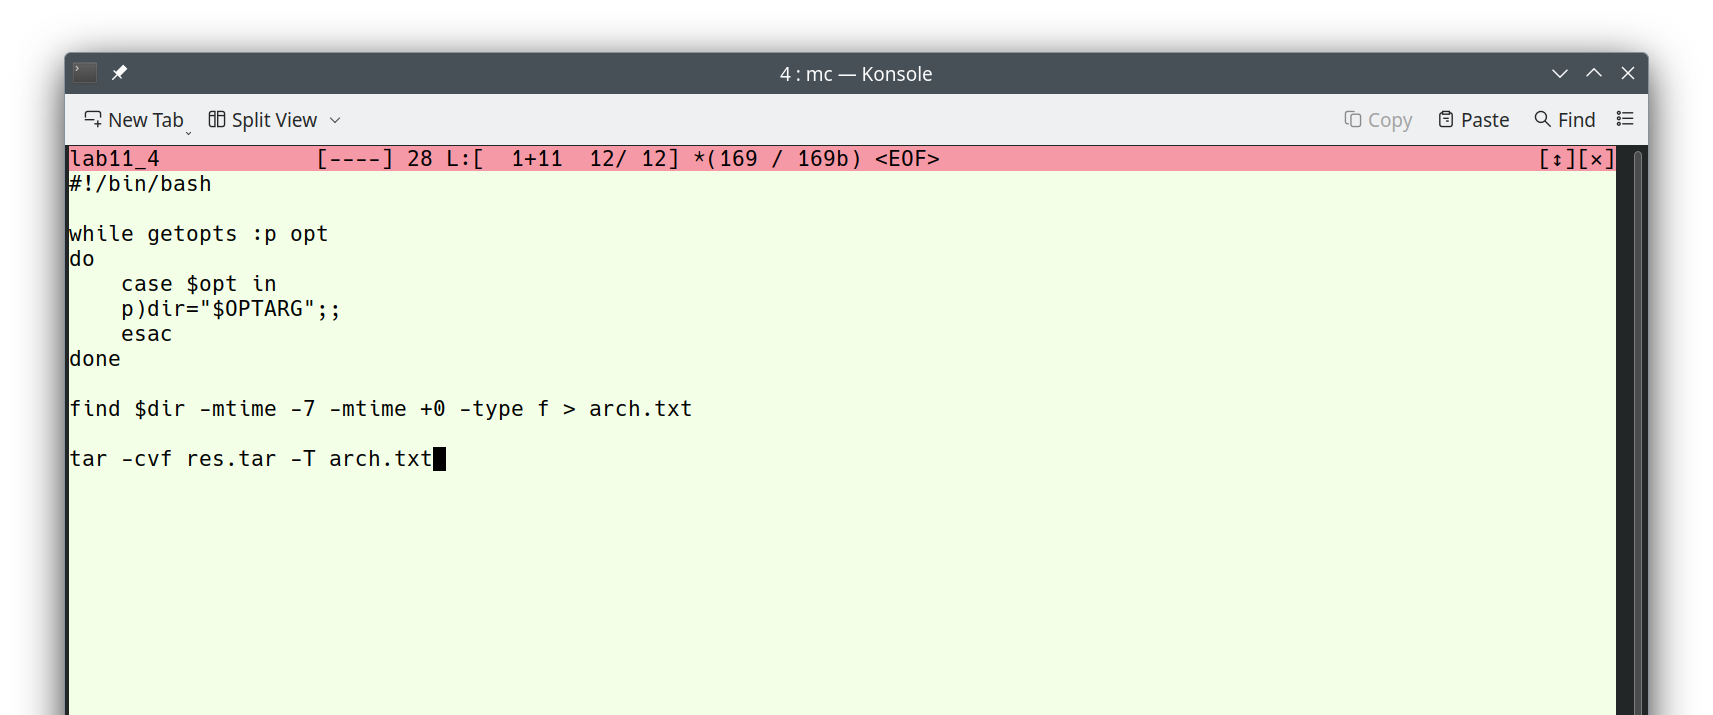 4 : mc — Konsole
New Tab Split View Copy Paste Find
lab11_4 [----] 28 L:[ 1+11 12/ 12] *(169 / 169b) <EOF> [↕][×]
#!/bin/bash
while getopts :p opt
do
    case $opt in
    p)dir="$OPTARG";;
    esac
done
find $dir -mtime -7 -mtime +0 -type f > arch.txt
tar -cvf res.tar -T arch.txt